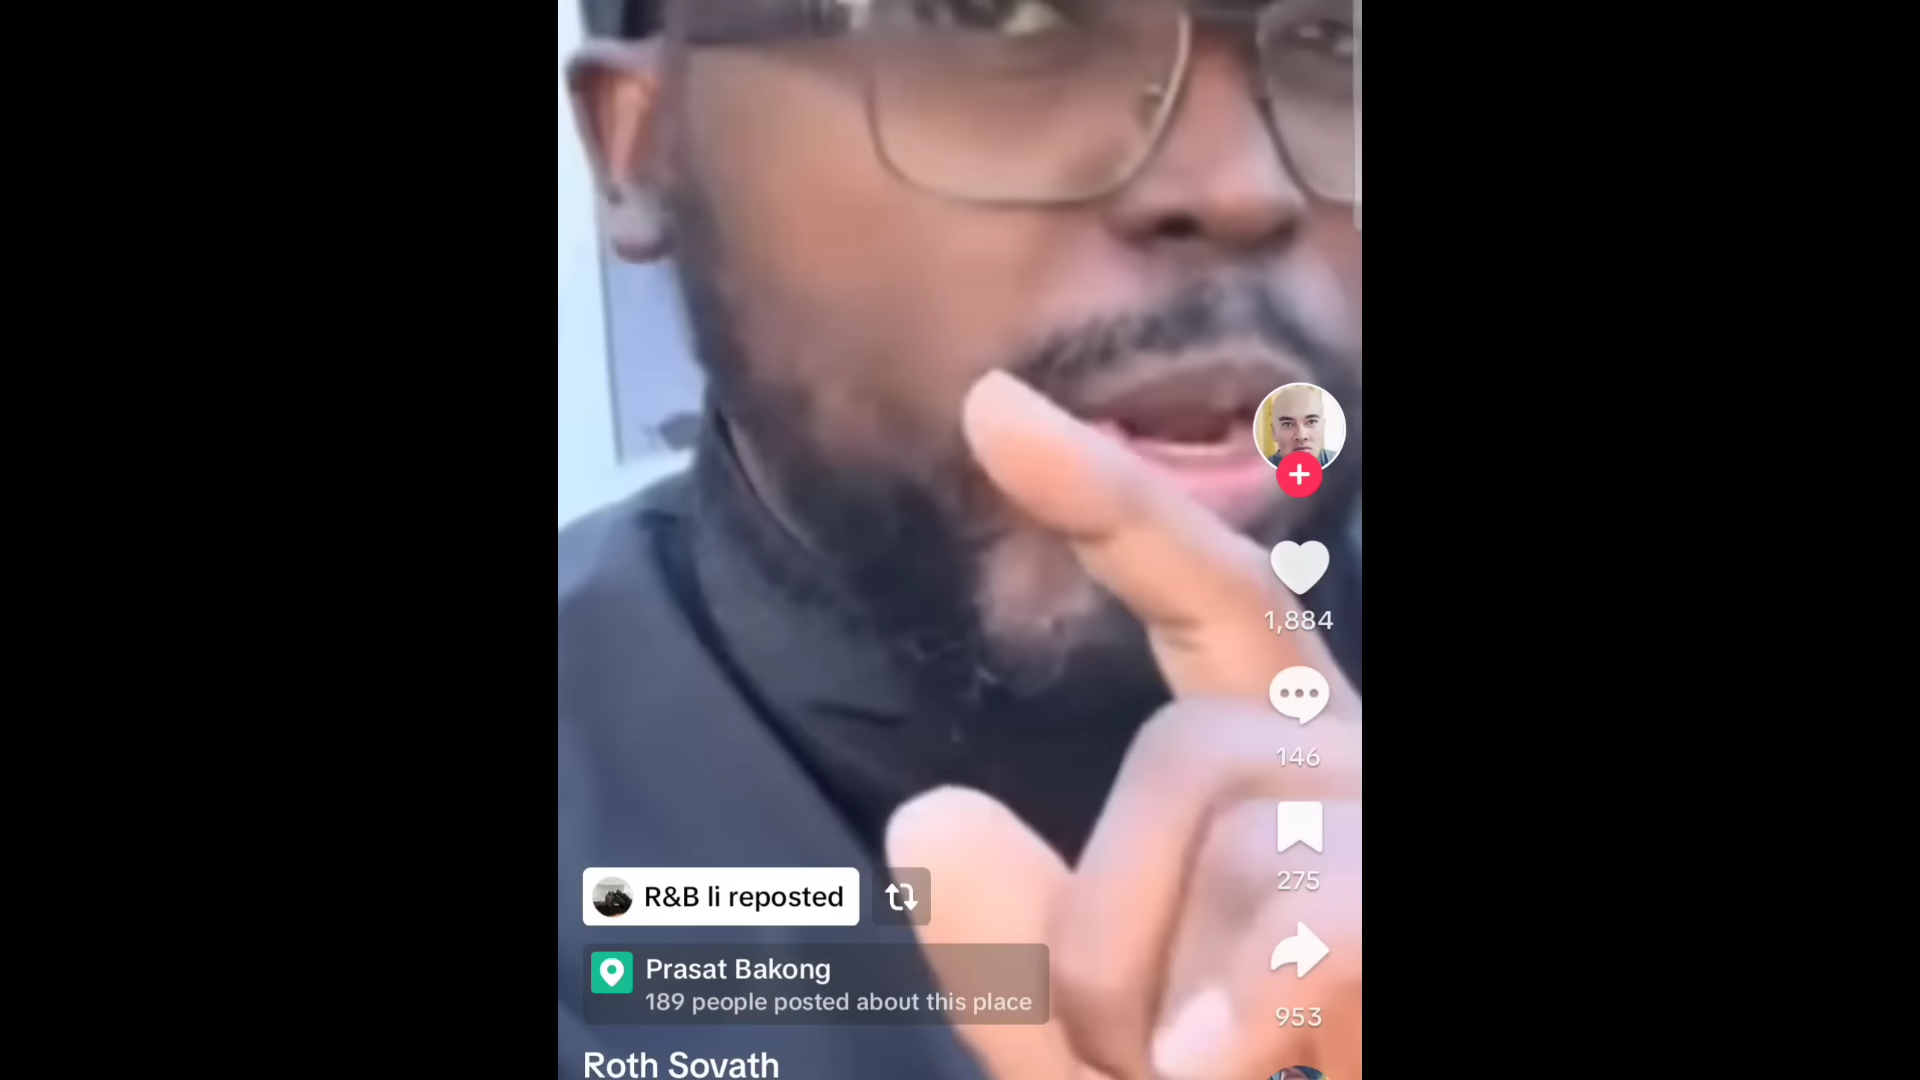 1,884
146
275
953
R&B li reposted
Prasat Bakong
189 people posted about this place
Roth Sovath